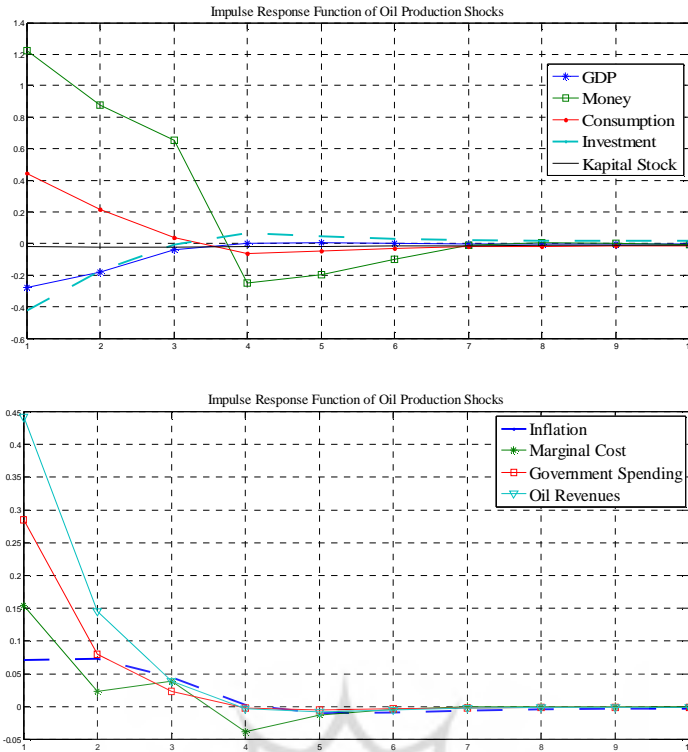 Impulse Response Function of Oil Production Shocks
1.4
1.2
1
0.8
0.6
0.4
0.2
0
-0.2
-0.4
-0.6
GDP
Money
Consumption
Investment
Kapital Stock
1 2 3 4 5 6 7 8 9 1
Impulse Response Function of Oil Production Shocks
0.45
0.4
0.35
0.3
0.25
0.2
0.15
0.1
0.05
0
-0.05
Inflation
Marginal Cost
Government Spending
Oil Revenues
1 2 3 4 5 6 7 8 9